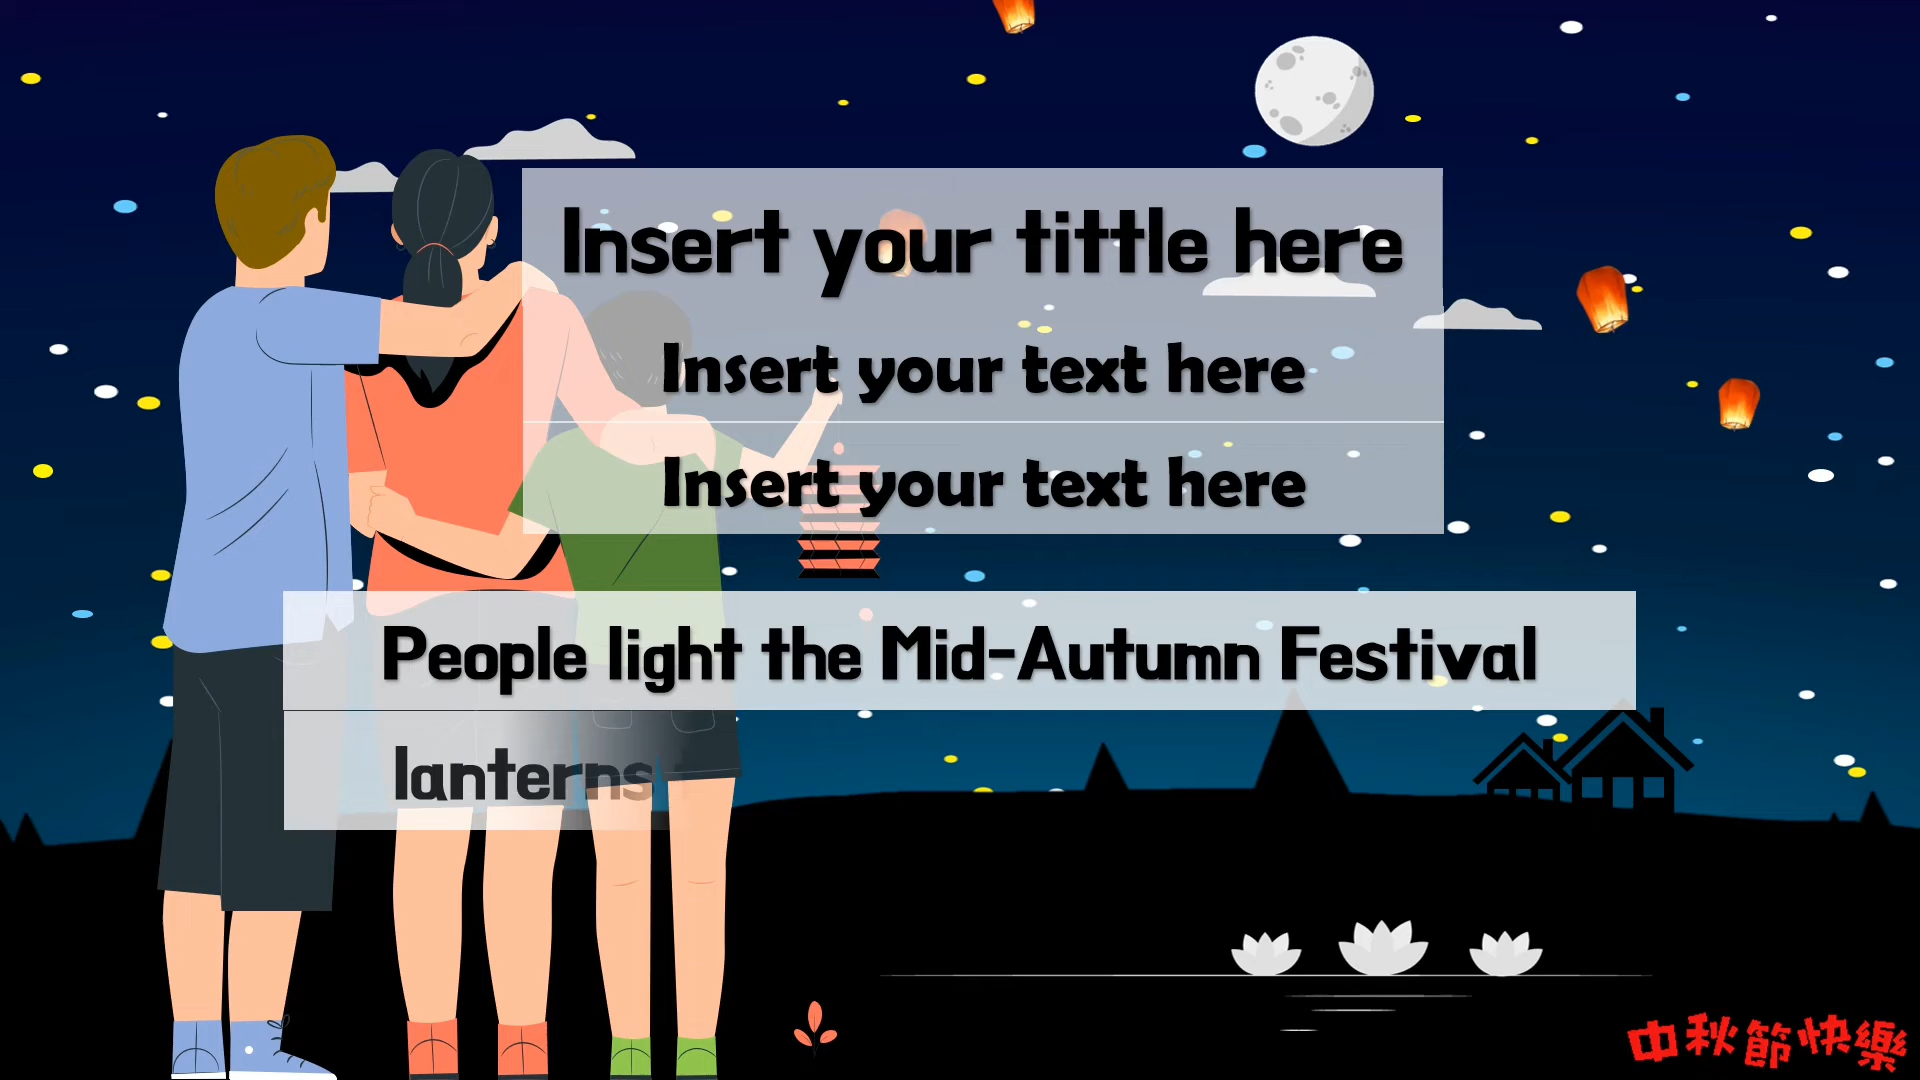 Insert your tittle here
Insert your text here
Insert your text here
People light the Mid-Autumn Festival
lanterns
中秋節快樂